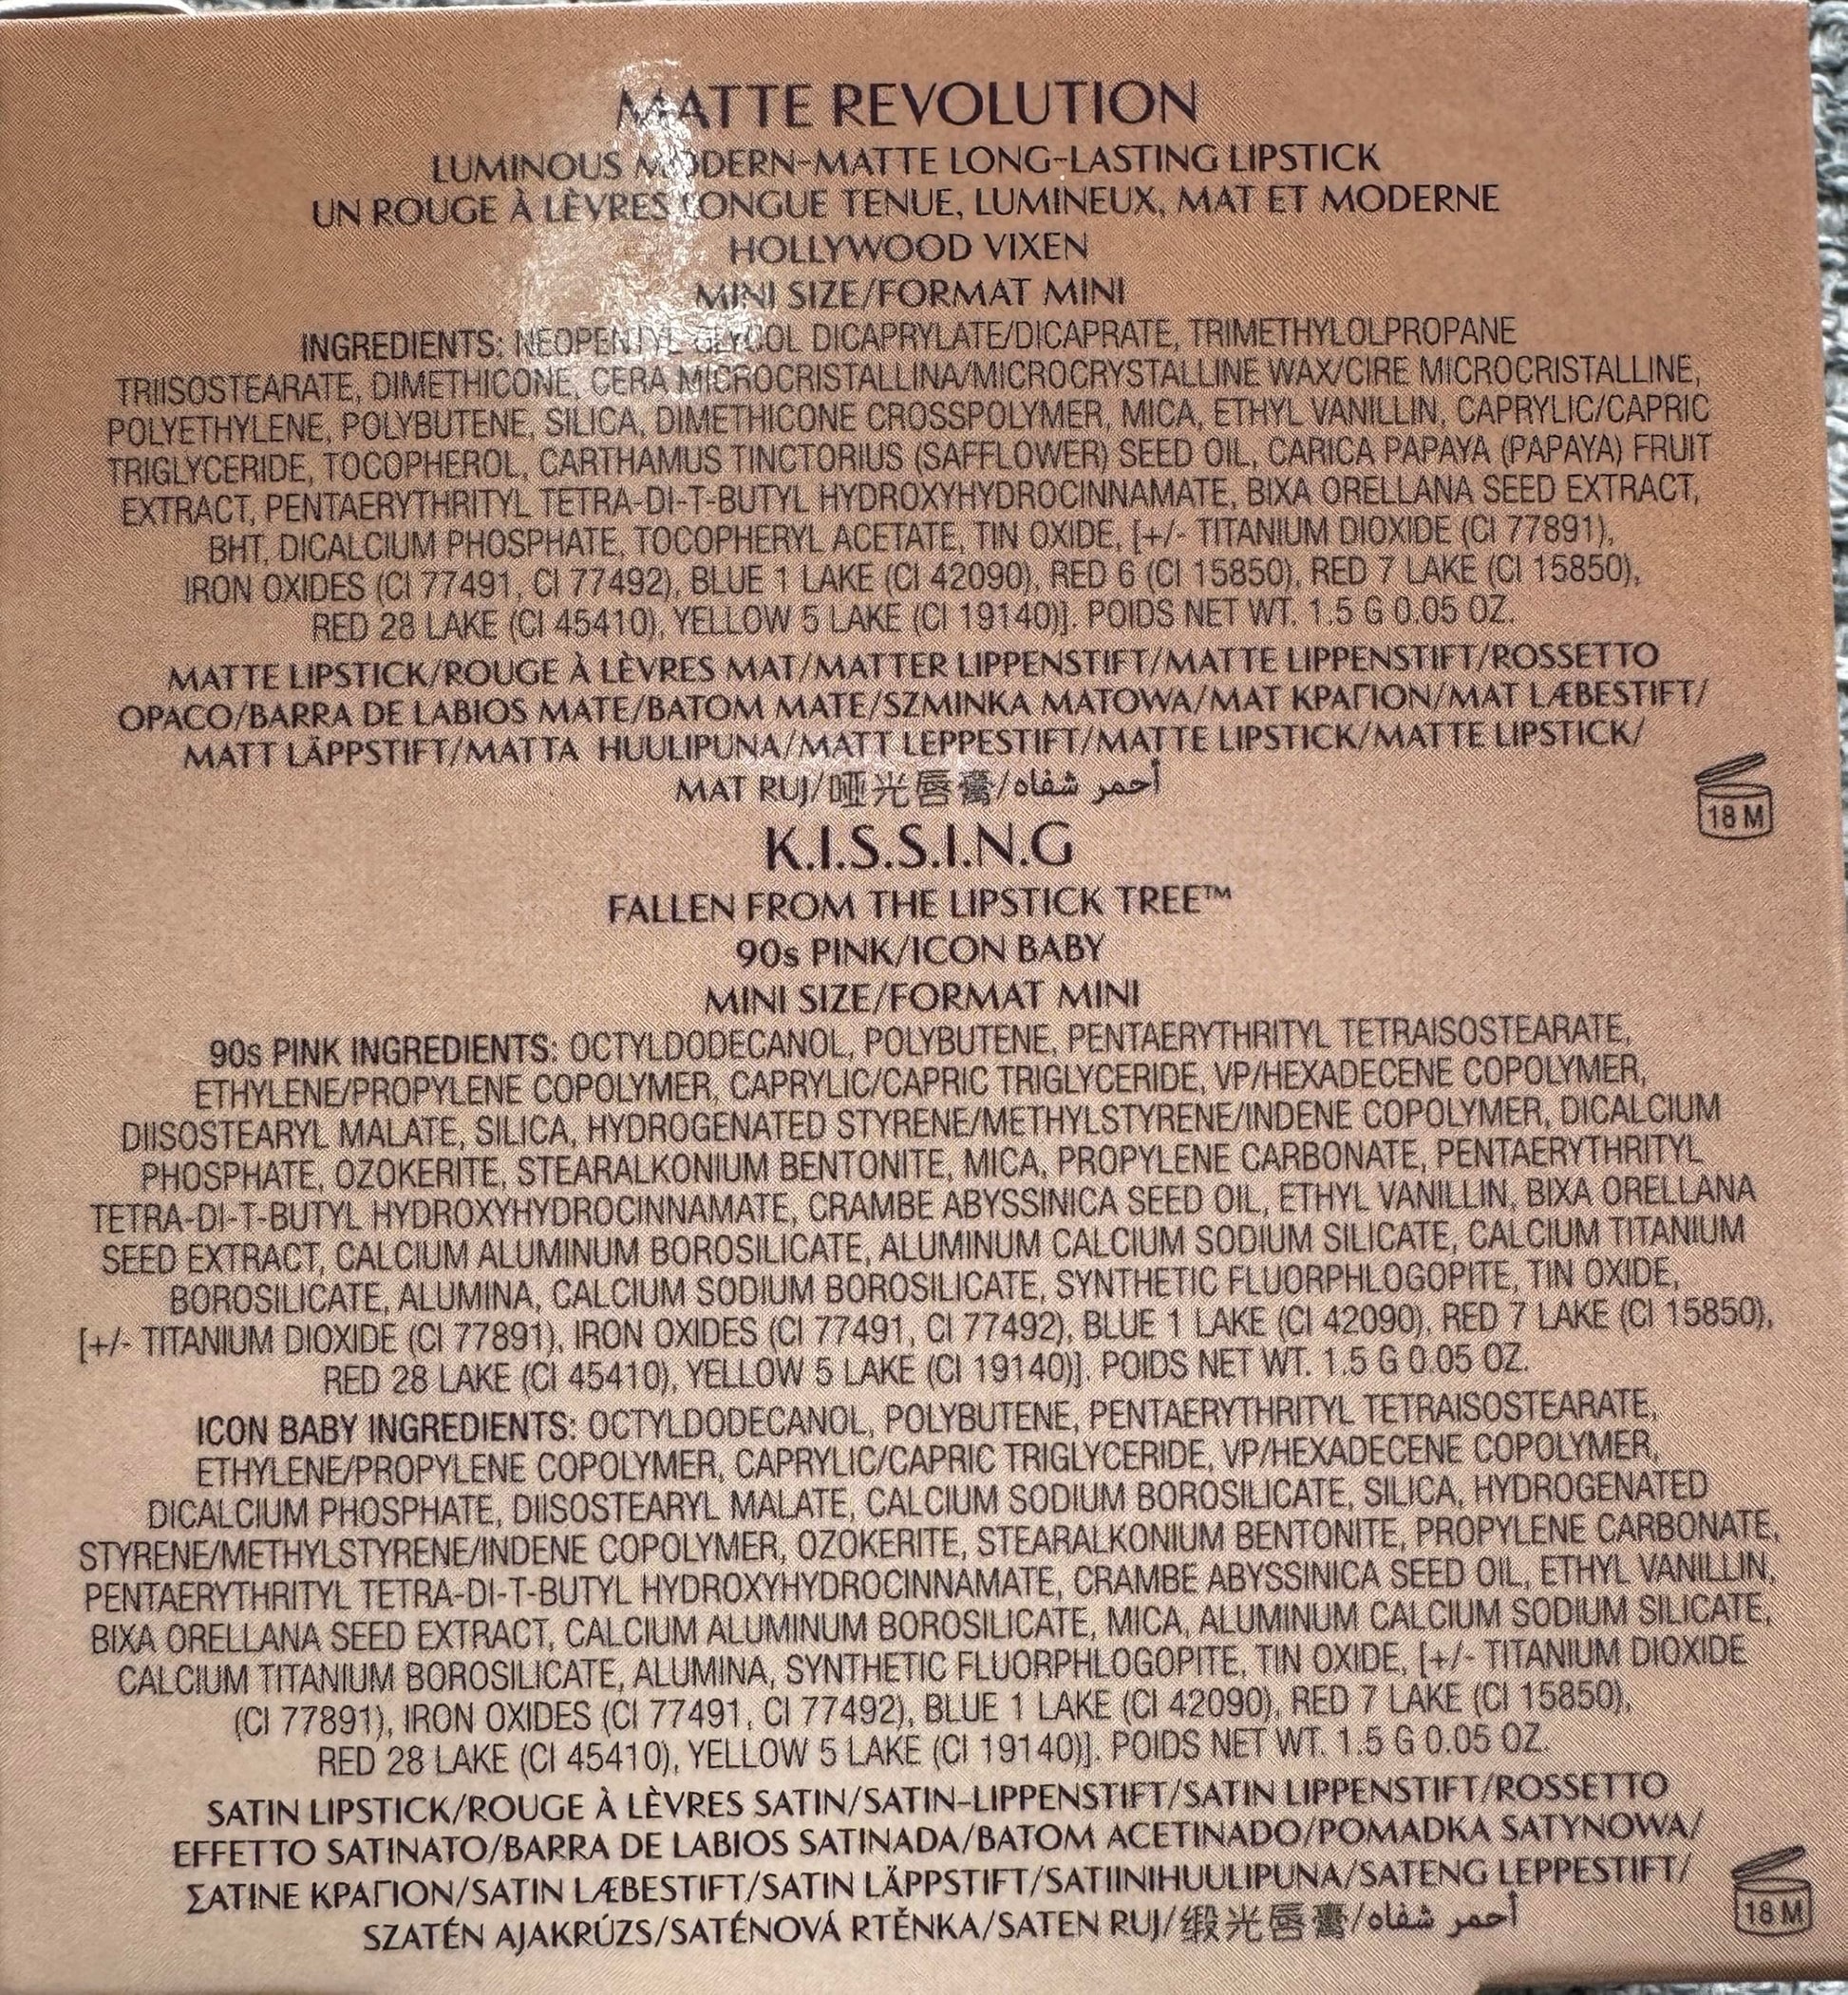 MATTE REVOLUTION
LUMINOUS MODERN-MATTE LONG-LASTING LIPSTICK
UN ROUGE À LÈVRES LONGUE TENUE, LUMINEUX, MAT ET MODERNE
HOLLYWOOD VIXEN
MINI SIZE/FORMAT MINI
INGREDIENTS: NEOPENTYL GLYCOL DICAPRYLATE/DICAPRATE, TRIMETHYLOLPROPANE
TRIISOSTEARATE, DIMETHICONE, CERA MICROCRISTALLINA/MICROCRYSTALLINE WAX/CIRE MICROCRISTALLINE,
POLYETHYLENE, POLYBUTENE, SILICA, DIMETHICONE CROSSPOLYMER, MICA, ETHYL VANILLIN, CAPRYLIC/CAPRIC
TRIGLYCERIDE, TOCOPHEROL, CARTHAMUS TINCTORIUS (SAFFLOWER) SEED OIL, CARICA PAPAYA (PAPAYA) FRUIT
EXTRACT, PENTAERYTHRITYL TETRA-DI-T-BUTYL HYDROXYHYDROCINNAMATE, BIXA ORELLANA SEED EXTRACT,
BHT, DICALCIUM PHOSPHATE, TOCOPHERYL ACETATE, TIN OXIDE, [+/- TITANIUM DIOXIDE (CI 77891),
IRON OXIDES (CI 77491, CI 77492), BLUE 1 LAKE (CI 42090), RED 6 (CI 15850), RED 7 LAKE (CI 15850),
RED 28 LAKE (CI 45410), YELLOW 5 LAKE (CI 19140)]. POIDS NET WT. 1.5 G 0.05 OZ.
MATTE LIPSTICK/ROUGE À LÈVRES MAT/MATTER LIPPENSTIFT/MATTE LIPPENSTIFT/ROSSETTO
OPACO/BARRA DE LABIOS MATE/BATOM MATE/SZMINKA MATOWA/ΜΑΤ ΚΡΑΓΙΟΝ/MAT LÆBESTIFT/
MATT LÄPPSTIFT/MATTA HUULIPUNA/MATT LEPPESTIFT/MATTE LIPSTICK/MATTE LIPSTICK/
MAT RUJ/哑光唇膏/أحمر شفاه
18 M
K.I.S.S.I.N.G
FALLEN FROM THE LIPSTICK TREE™
90s PINK/ICON BABY
MINI SIZE/FORMAT MINI
90s PINK INGREDIENTS: OCTYLDODECANOL, POLYBUTENE, PENTAERYTHRITYL TETRAISOSTEARATE,
ETHYLENE/PROPYLENE COPOLYMER, CAPRYLIC/CAPRIC TRIGLYCERIDE, VP/HEXADECENE COPOLYMER,
DIISOSTEARYL MALATE, SILICA, HYDROGENATED STYRENE/METHYLSTYRENE/INDENE COPOLYMER, DICALCIUM
PHOSPHATE, OZOKERITE, STEARALKONIUM BENTONITE, MICA, PROPYLENE CARBONATE, PENTAERYTHRITYL
TETRA-DI-T-BUTYL HYDROXYHYDROCINNAMATE, CRAMBE ABYSSINICA SEED OIL, ETHYL VANILLIN, BIXA ORELLANA
SEED EXTRACT, CALCIUM ALUMINUM BOROSILICATE, ALUMINUM CALCIUM SODIUM SILICATE, CALCIUM TITANIUM
BOROSILICATE, ALUMINA, CALCIUM SODIUM BOROSILICATE, SYNTHETIC FLUORPHLOGOPITE, TIN OXIDE,
[+/- TITANIUM DIOXIDE (CI 77891), IRON OXIDES (CI 77491, CI 77492), BLUE 1 LAKE (CI 42090), RED 7 LAKE (CI 15850),
RED 28 LAKE (CI 45410), YELLOW 5 LAKE (CI 19140)]. POIDS NET WT. 1.5 G 0.05 OZ.
ICON BABY INGREDIENTS: OCTYLDODECANOL, POLYBUTENE, PENTAERYTHRITYL TETRAISOSTEARATE,
ETHYLENE/PROPYLENE COPOLYMER, CAPRYLIC/CAPRIC TRIGLYCERIDE, VP/HEXADECENE COPOLYMER,
DICALCIUM PHOSPHATE, DIISOSTEARYL MALATE, CALCIUM SODIUM BOROSILICATE, SILICA, HYDROGENATED
STYRENE/METHYLSTYRENE/INDENE COPOLYMER, OZOKERITE, STEARALKONIUM BENTONITE, PROPYLENE CARBONATE,
PENTAERYTHRITYL TETRA-DI-T-BUTYL HYDROXYHYDROCINNAMATE, CRAMBE ABYSSINICA SEED OIL, ETHYL VANILLIN,
BIXA ORELLANA SEED EXTRACT, CALCIUM ALUMINUM BOROSILICATE, MICA, ALUMINUM CALCIUM SODIUM SILICATE,
CALCIUM TITANIUM BOROSILICATE, ALUMINA, SYNTHETIC FLUORPHLOGOPITE, TIN OXIDE, [+/- TITANIUM DIOXIDE
(CI 77891), IRON OXIDES (CI 77491, CI 77492), BLUE 1 LAKE (CI 42090), RED 7 LAKE (CI 15850),
RED 28 LAKE (CI 45410), YELLOW 5 LAKE (CI 19140)]. POIDS NET WT. 1.5 G 0.05 OZ.
SATIN LIPSTICK/ROUGE À LÈVRES SATIN/SATIN-LIPPENSTIFT/SATIN LIPPENSTIFT/ROSSETTO
EFFETTO SATINATO/BARRA DE LABIOS SATINADA/BATOM ACETINADO/POMADKA SATYNOWA/
ΣΑΤΙΝΕ ΚΡΑΓΙΟΝ/SATIN LÆBESTIFT/SATIN LÄPPSTIFT/SATIINIHUULIPUNA/SATENG LEPPESTIFT/
SZATÉN AJAKRÚZS/SATÉNOVÁ RTĚNKA/SATEN RUJ/缎光唇膏/أحمر شفاه
18 M